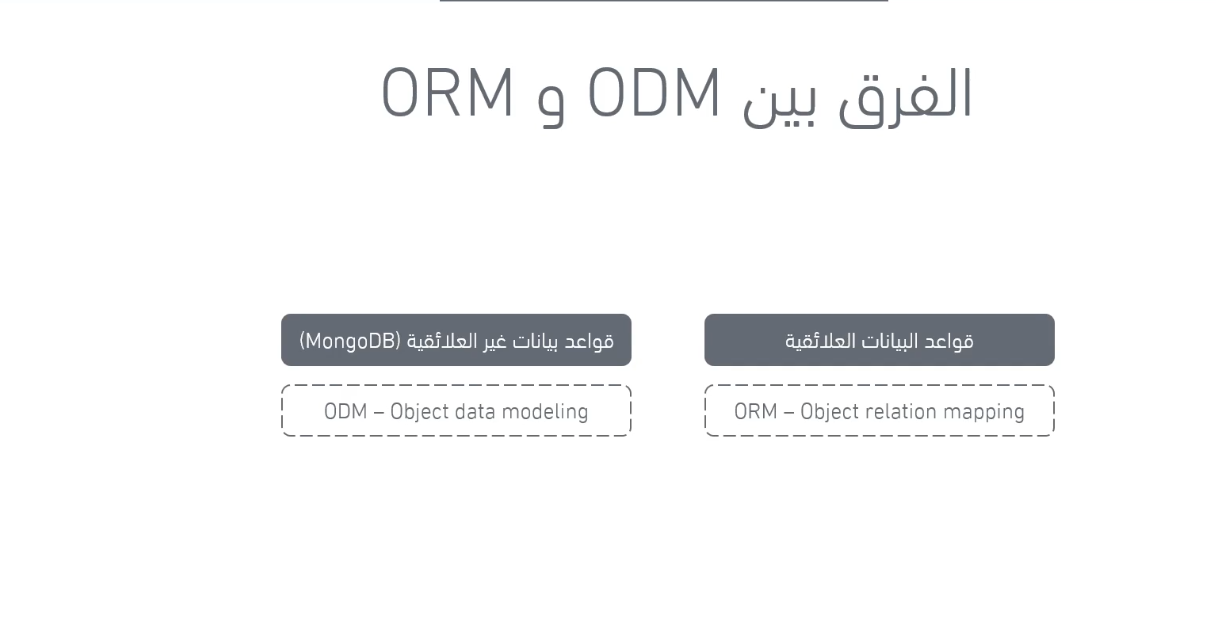 الفرق بين ODM و ORM
قواعد البيانات العلائقية
ORM – Object relation mapping
قواعد بيانات غير العلائقية (MongoDB)
ODM – Object data modeling